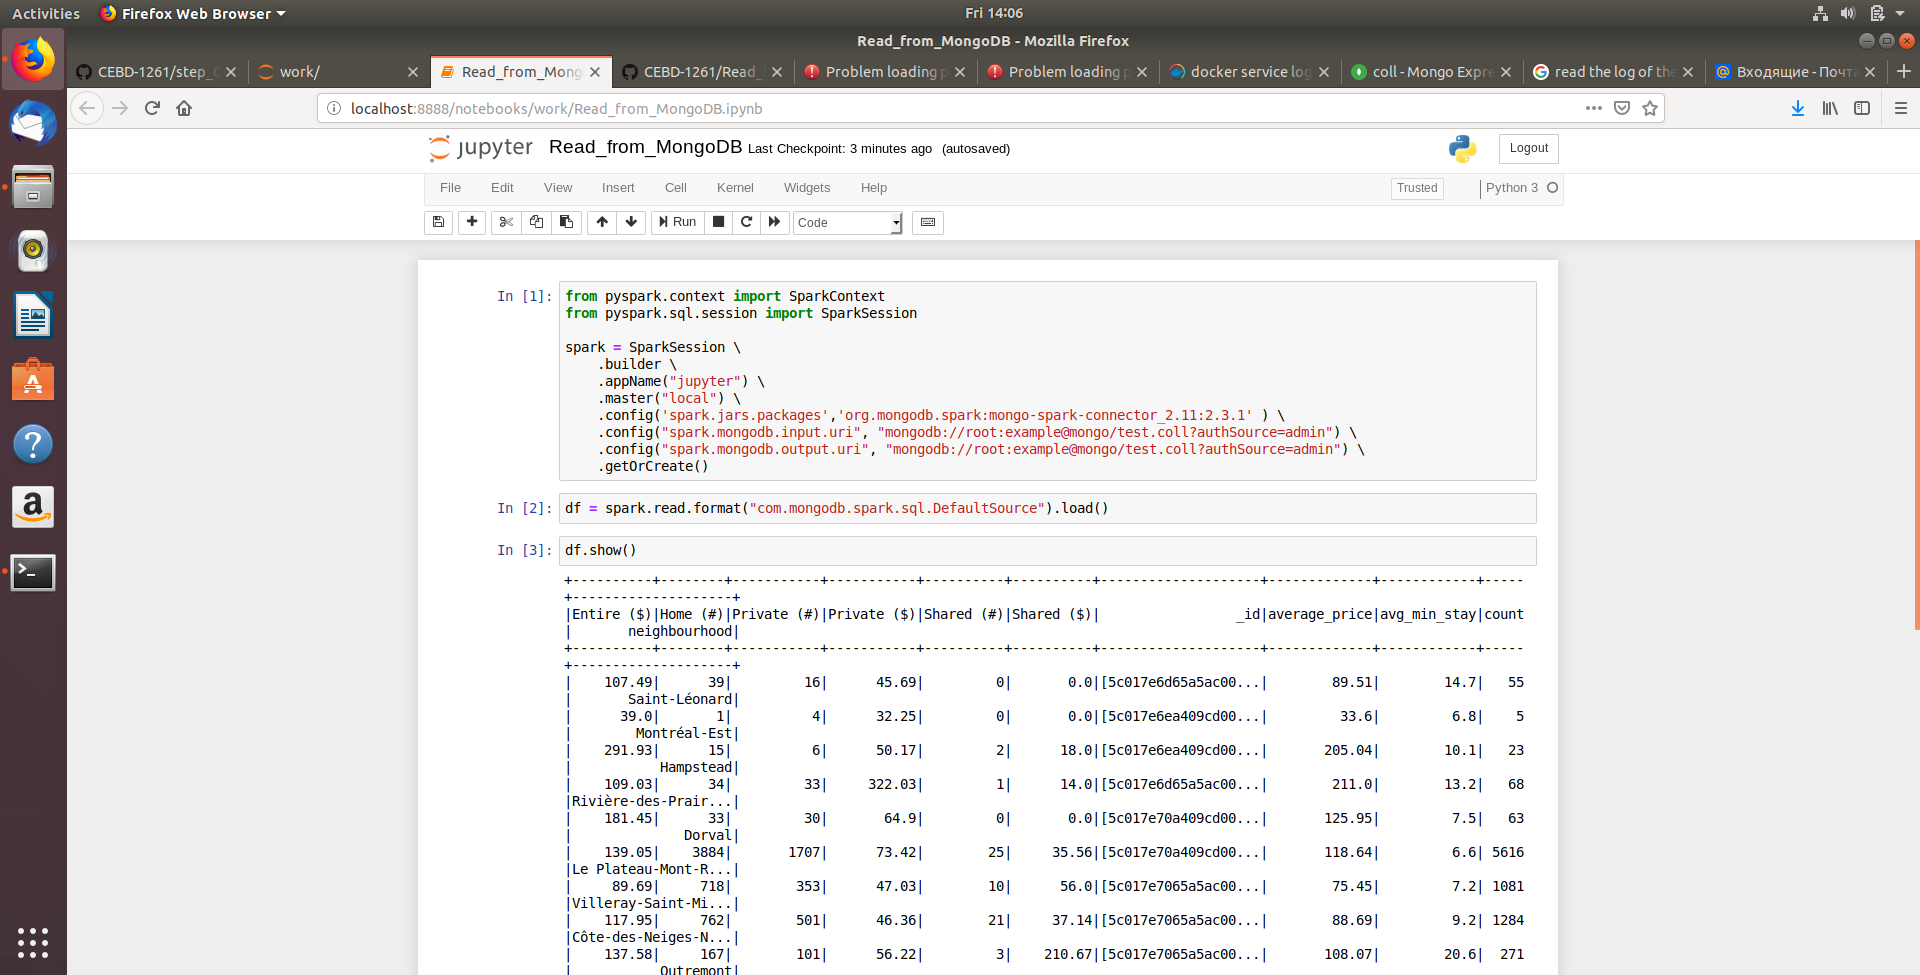 Activities Firefox Web Browser Fri 14:06
Read_from_MongoDB - Mozilla Firefox
CEBD-1261/step_ work/ Read_from_Mong CEBD-1261/Read_ Problem loading p Problem loading p docker service log coll - Mongo Expre read the log of the Входящие - Почта
localhost:8888/notebooks/work/Read_from_MongoDB.ipynb
jupyter Read_from_MongoDB Last Checkpoint: 3 minutes ago (autosaved) Logout
File Edit View Insert Cell Kernel Widgets Help Trusted Python 3
Run Code
In [1]: from pyspark.context import SparkContext
from pyspark.sql.session import SparkSession
spark = SparkSession \
.builder \
.appName("jupyter") \
.master("local") \
.config('spark.jars.packages','org.mongodb.spark:mongo-spark-connector_2.11:2.3.1' ) \
.config("spark.mongodb.input.uri", "mongodb://root:example@mongo/test.coll?authSource=admin") \
.config("spark.mongodb.output.uri", "mongodb://root:example@mongo/test.coll?authSource=admin") \
.getOrCreate()
In [2]: df = spark.read.format("com.mongodb.spark.sql.DefaultSource").load()
In [3]: df.show()
+----------+--------+-----------+-----------+----------+----------+--------------------+-------------+------------+-----
+--------------------+
|Entire ($)|Home (#)|Private (#)|Private ($)|Shared (#)|Shared ($)|                 _id|average_price|avg_min_stay|count
|       neighbourhood|
+----------+--------+-----------+-----------+----------+----------+--------------------+-------------+------------+-----
+--------------------+
|    107.49|      39|         16|      45.69|         0|       0.0|[5c017e6d65a5ac00...|        89.51|        14.7|   55
|       Saint-Léonard|
|      39.0|       1|          4|      32.25|         0|       0.0|[5c017e6ea409cd00...|         33.6|         6.8|    5
|        Montréal-Est|
|    291.93|      15|          6|      50.17|         2|      18.0|[5c017e6ea409cd00...|       205.04|        10.1|   23
|           Hampstead|
|    109.03|      34|         33|     322.03|         1|      14.0|[5c017e6d65a5ac00...|        211.0|        13.2|   68
|Rivière-des-Prair...|
|    181.45|      33|         30|       64.9|         0|       0.0|[5c017e70a409cd00...|       125.95|         7.5|   63
|              Dorval|
|    139.05|    3884|       1707|      73.42|        25|     35.56|[5c017e70a409cd00...|       118.64|         6.6| 5616
|Le Plateau-Mont-R...|
|     89.69|     718|        353|      47.03|        10|      56.0|[5c017e7065a5ac00...|        75.45|         7.2| 1081
|Villeray-Saint-Mi...|
|    117.95|     762|        501|      46.36|        21|     37.14|[5c017e7065a5ac00...|        88.69|         9.2| 1284
|Côte-des-Neiges-N...|
|    137.58|     167|        101|      56.22|         3|    210.67|[5c017e7065a5ac00...|       108.07|        20.6|  271
|           Outremont|